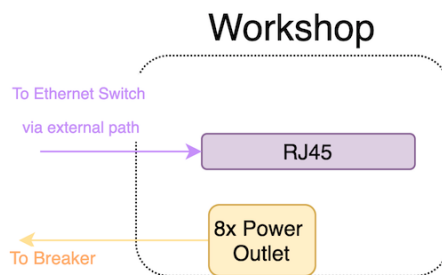 Workshop
To Ethernet Switch
via external path
RJ45
8x Power
Outlet
To Breaker